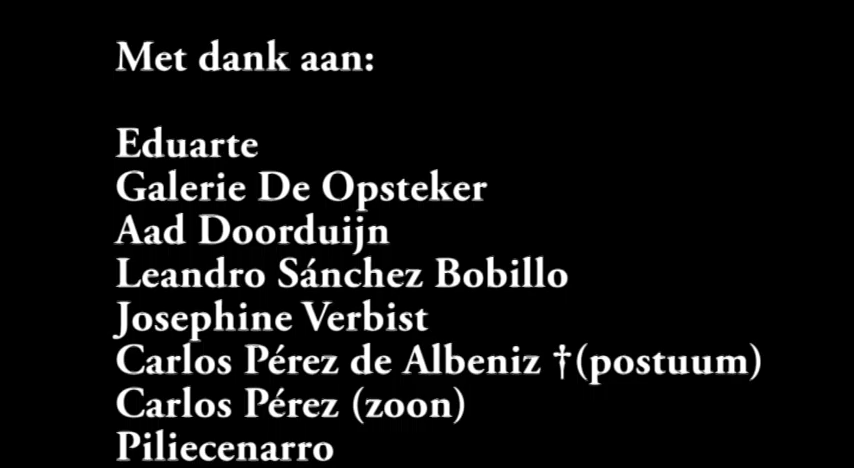 Met dank aan:
Eduarte
Galerie De Opsteker
Aad Doorduijn
Leandro Sánchez Bobillo
Josephine Verbist
Carlos Pérez de Albeniz †(postuum)
Carlos Pérez (zoon)
Piliecenarro